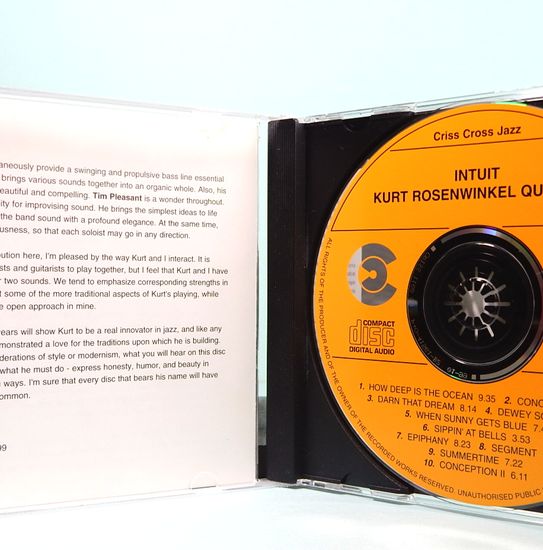 aneously provide a swinging and propulsive bass line essential
brings various sounds together into an organic whole. Also, his
eautiful and compelling. Tim Pleasant is a wonder throughout.
ity for improvising sound. He brings the simplest ideas to life
the band sound with a profound elegance. At the same time,
ousness, so that each soloist may go in any direction.
oution here, I'm pleased by the way Kurt and I interact. It is
sts and guitarists to play together, but I feel that Kurt and I have
r two sounds. We tend to emphasize corresponding strengths in
t some of the more traditional aspects of Kurt's playing, while
e open approach in mine.
ears will show Kurt to be a real innovator in jazz, and like any
emonstrated a love for the traditions upon which he is building.
derations of style or modernism, what you will hear on this disc
what he must do - express honesty, humor, and beauty in
ways. I'm sure that every disc that bears his name will have
ommon.
99
Criss Cross Jazz
INTUIT
KURT ROSENWINKEL QU
COMPACT
disc
DIGITAL AUDIO
1. HOW DEEP IS THE OCEAN 9.35 2. CONC
3. DARN THAT DREAM 8.14 4. DEWEY SQ
5. WHEN SUNNY GETS BLUE 7.4
6. SIPPIN' AT BELLS 3.53
7. EPIPHANY 8.23 8. SEGMENT
9. SUMMERTIME 7.22
10. CONCEPTION II 6.11
ALL RIGHTS OF THE PRODUCER AND OF THE OWNER OF THE RECORDED WORKS RESERVED. UNAUTHORISED PUBLIC